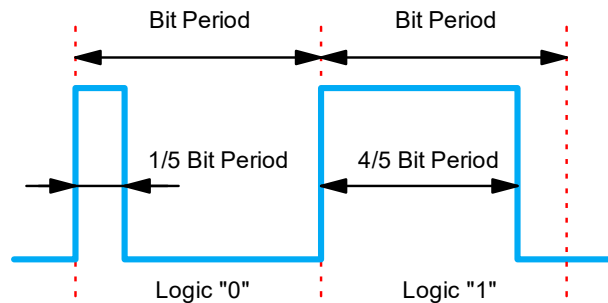 Bit Period
Bit Period
1/5 Bit Period
4/5 Bit Period
Logic "0"
Logic "1"